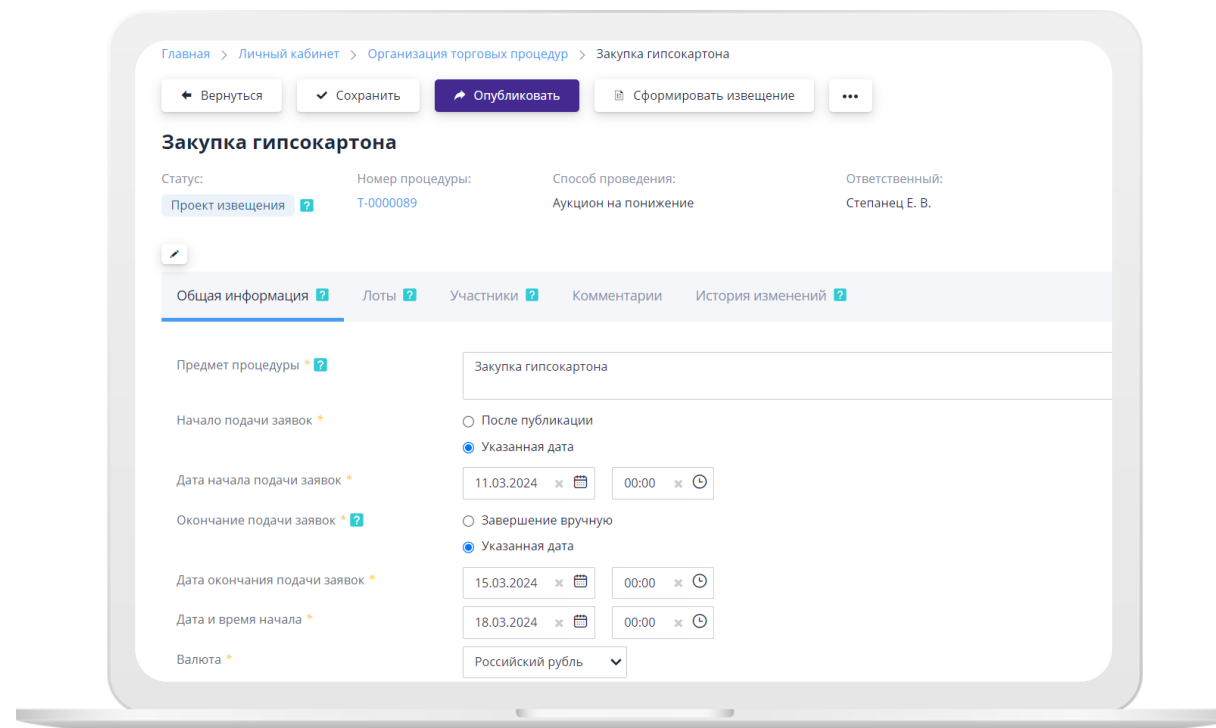 Главная > Личный кабинет > Организация торговых процедур > Закупка гипсокартона
Вернуться Сохранить Опубликовать Сформировать извещение •••
Закупка гипсокартона
Статус: Номер процедуры: Способ проведения: Ответственный:
Проект извещения ? T-0000089 Аукцион на понижение Степанец Е. В.
Общая информация ? Лоты ? Участники ? Комментарии История изменений ?
Предмет процедуры * ? Закупка гипсокартона
Начало подачи заявок * После публикации
Указанная дата
Дата начала подачи заявок * 11.03.2024 00:00
Окончание подачи заявок * ? Завершение вручную
Указанная дата
Дата окончания подачи заявок * 15.03.2024 00:00
Дата и время начала * 18.03.2024 00:00
Валюта * Российский рубль